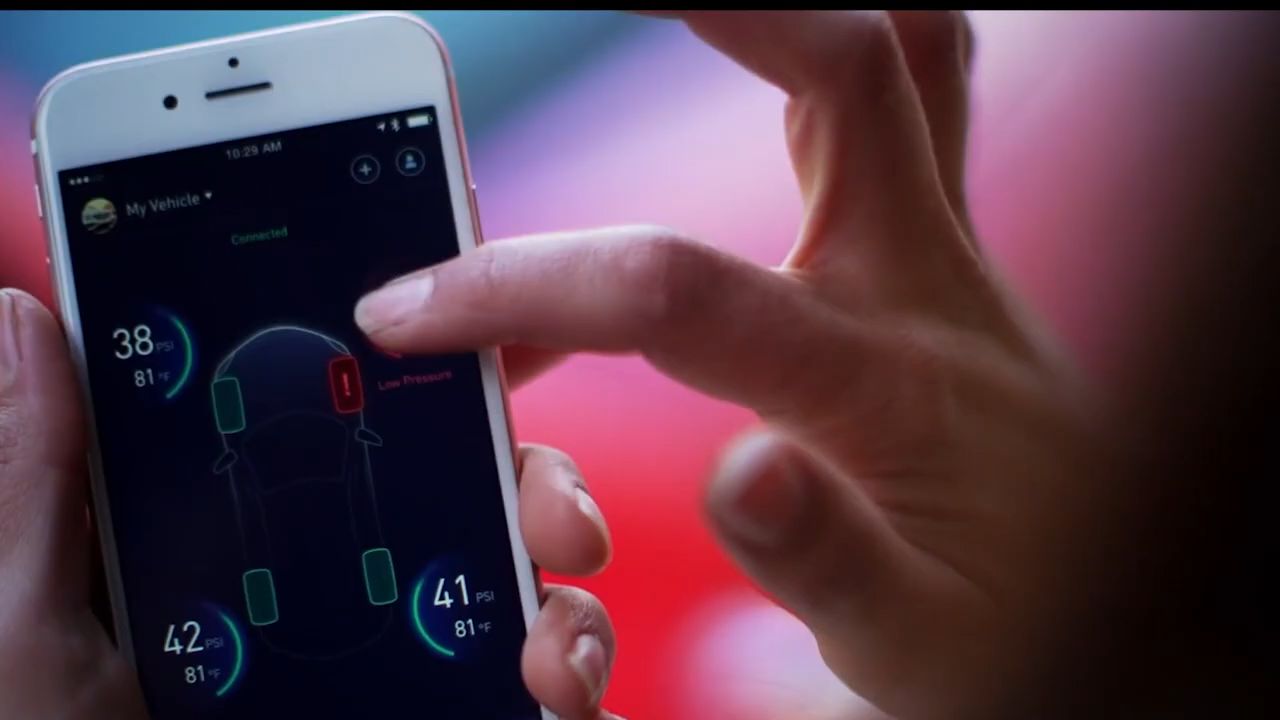 10:29 AM
My Vehicle
Connected
38 PSI
81 °F
!
Low Pressure
42 PSI
81 °F
41 PSI
81 °F